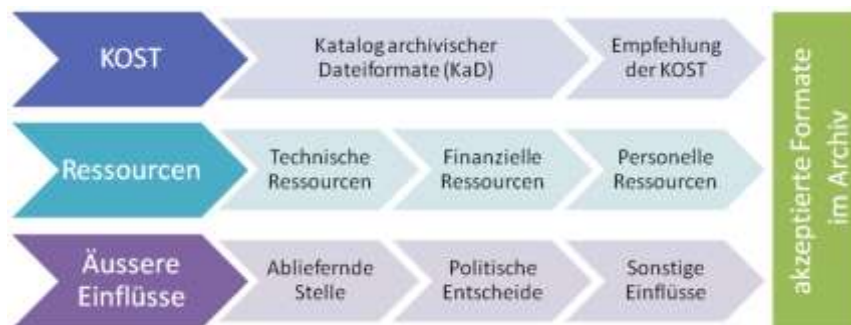 KOST
Katalog archivischer
Dateiformate (KaD)
Empfehlung
der KOST
Ressourcen
Technische
Ressourcen
Finanzielle
Ressourcen
Personelle
Ressourcen
Äussere
Einflüsse
Abliefernde
Stelle
Politische
Entscheide
Sonstige
Einflüsse
akzeptierte Formate
im Archiv